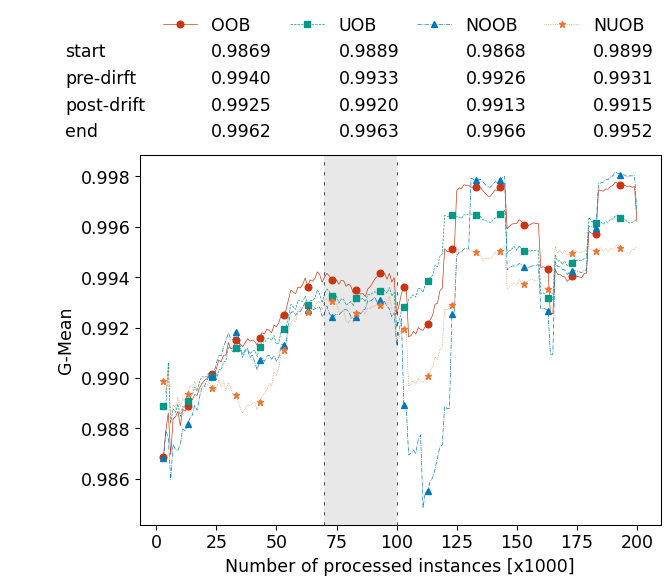 OOB UOB NOOB NUOB
start 0.9869 0.9889 0.9868 0.9899
pre-dirft 0.9940 0.9933 0.9926 0.9931
post-drift 0.9925 0.9920 0.9913 0.9915
end 0.9962 0.9963 0.9966 0.9952
0.998
0.996
0.994
0.992
0.990
0.988
0.986
G-Mean
0 25 50 75 100 125 150 175 200
Number of processed instances [x1000]